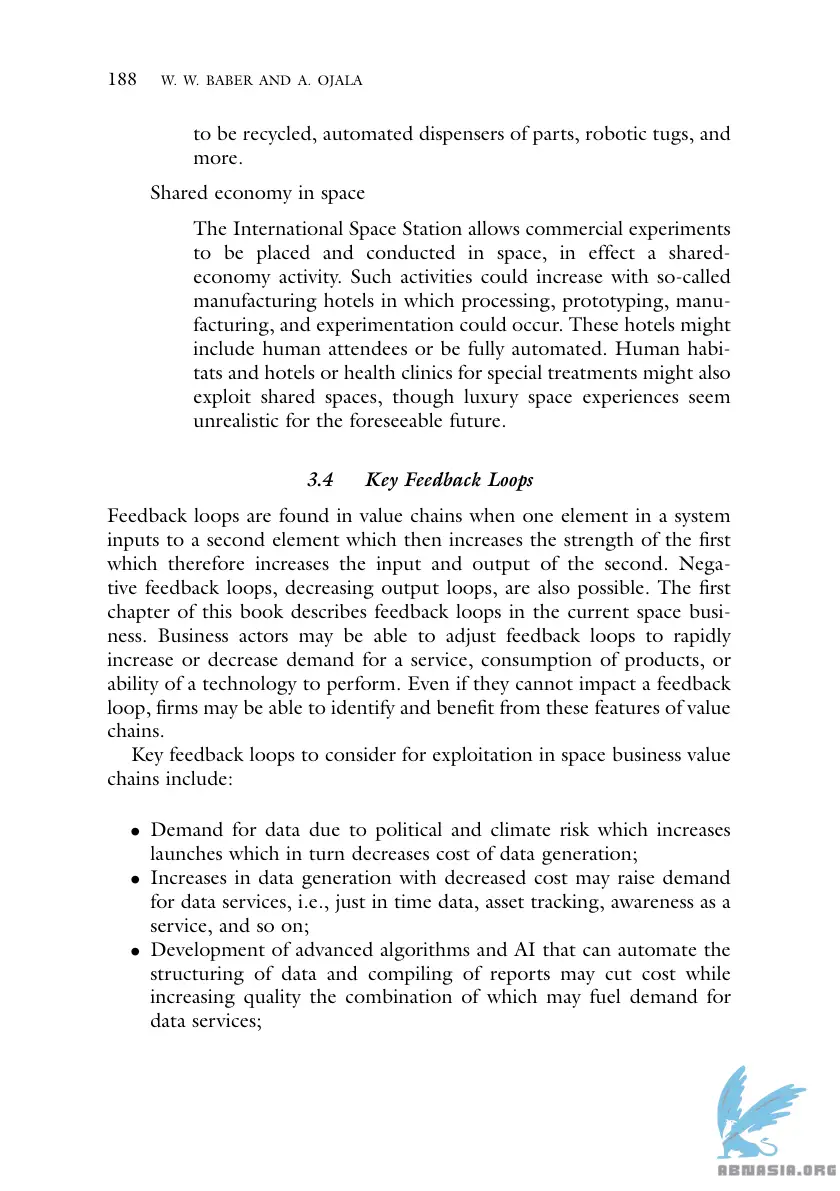 188 W. W. BABER AND A. OJALA
to be recycled, automated dispensers of parts, robotic tugs, and
more.
Shared economy in space
The International Space Station allows commercial experiments
to be placed and conducted in space, in effect a shared-
economy activity. Such activities could increase with so-called
manufacturing hotels in which processing, prototyping, manu-
facturing, and experimentation could occur. These hotels might
include human attendees or be fully automated. Human habi-
tats and hotels or health clinics for special treatments might also
exploit shared spaces, though luxury space experiences seem
unrealistic for the foreseeable future.
3.4 Key Feedback Loops
Feedback loops are found in value chains when one element in a system
inputs to a second element which then increases the strength of the first
which therefore increases the input and output of the second. Nega-
tive feedback loops, decreasing output loops, are also possible. The first
chapter of this book describes feedback loops in the current space busi-
ness. Business actors may be able to adjust feedback loops to rapidly
increase or decrease demand for a service, consumption of products, or
ability of a technology to perform. Even if they cannot impact a feedback
loop, firms may be able to identify and benefit from these features of value
chains.
Key feedback loops to consider for exploitation in space business value
chains include:
• Demand for data due to political and climate risk which increases
launches which in turn decreases cost of data generation;
• Increases in data generation with decreased cost may raise demand
for data services, i.e., just in time data, asset tracking, awareness as a
service, and so on;
• Development of advanced algorithms and AI that can automate the
structuring of data and compiling of reports may cut cost while
increasing quality the combination of which may fuel demand for
data services;
ABNASIA.ORG